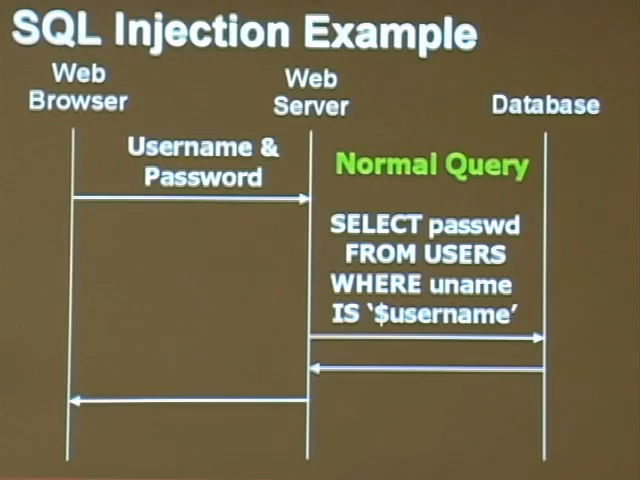 SQL Injection Example
Web
Browser
Web
Server
Database
Username &
Password
Normal Query
SELECT passwd
FROM USERS
WHERE uname
IS ‘$username’